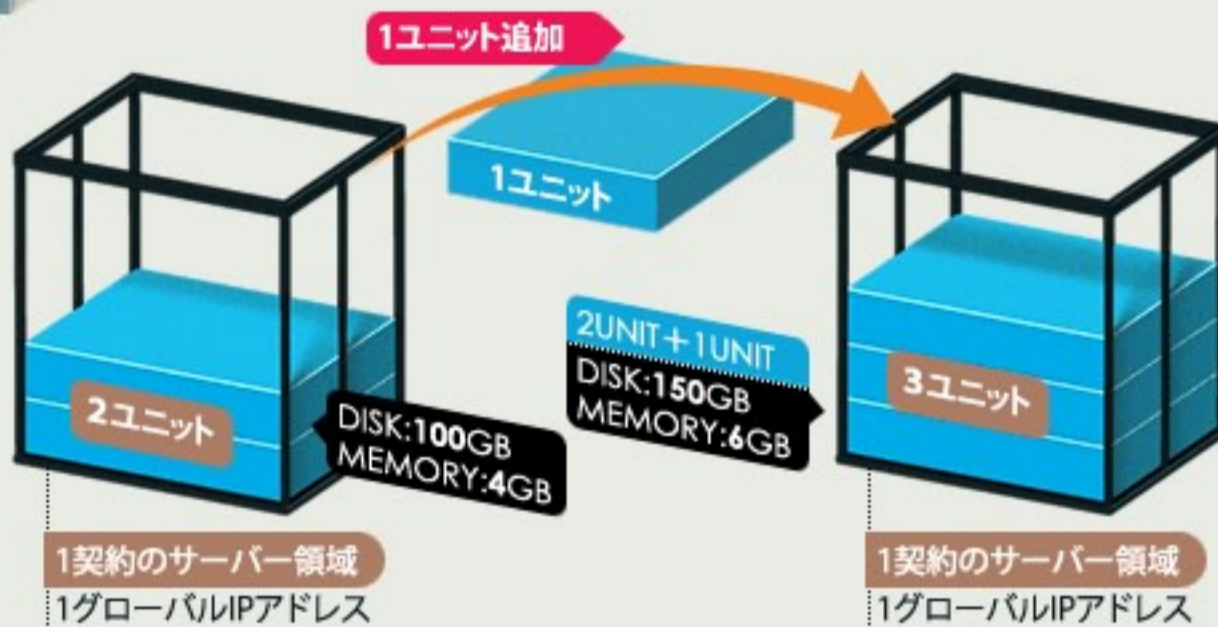 1ユニット追加
1ユニット
2ユニット
DISK:100GB
MEMORY:4GB
2UNIT+1UNIT
DISK:150GB
MEMORY:6GB
3ユニット
1契約のサーバー領域
1グローバルIPアドレス
1契約のサーバー領域
1グローバルIPアドレス